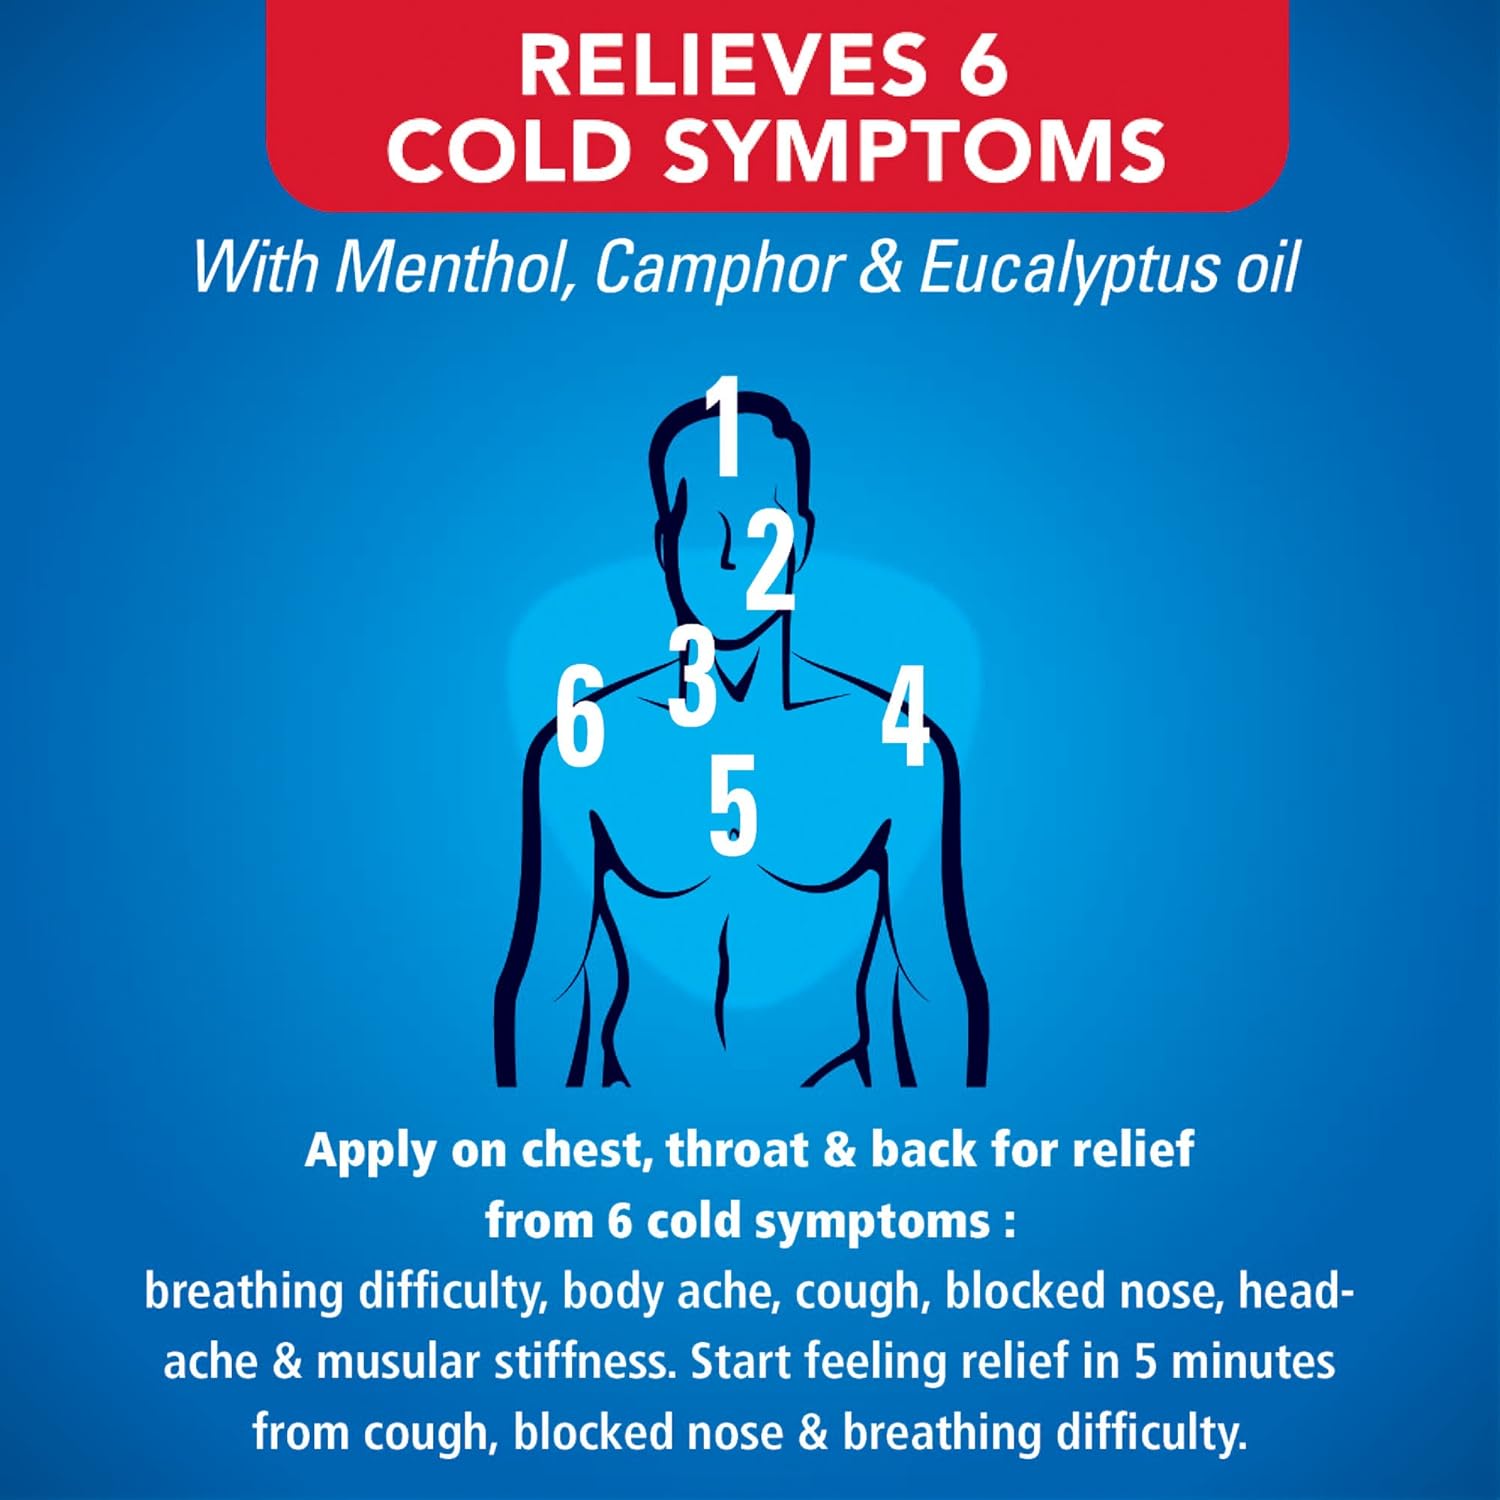 RELIEVES 6
COLD SYMPTOMS
With Menthol, Camphor & Eucalyptus oil
1
2
3
6
4
5
Apply on chest, throat & back for relief
from 6 cold symptoms :
breathing difficulty, body ache, cough, blocked nose, head-
ache & musular stiffness. Start feeling relief in 5 minutes
from cough, blocked nose & breathing difficulty.